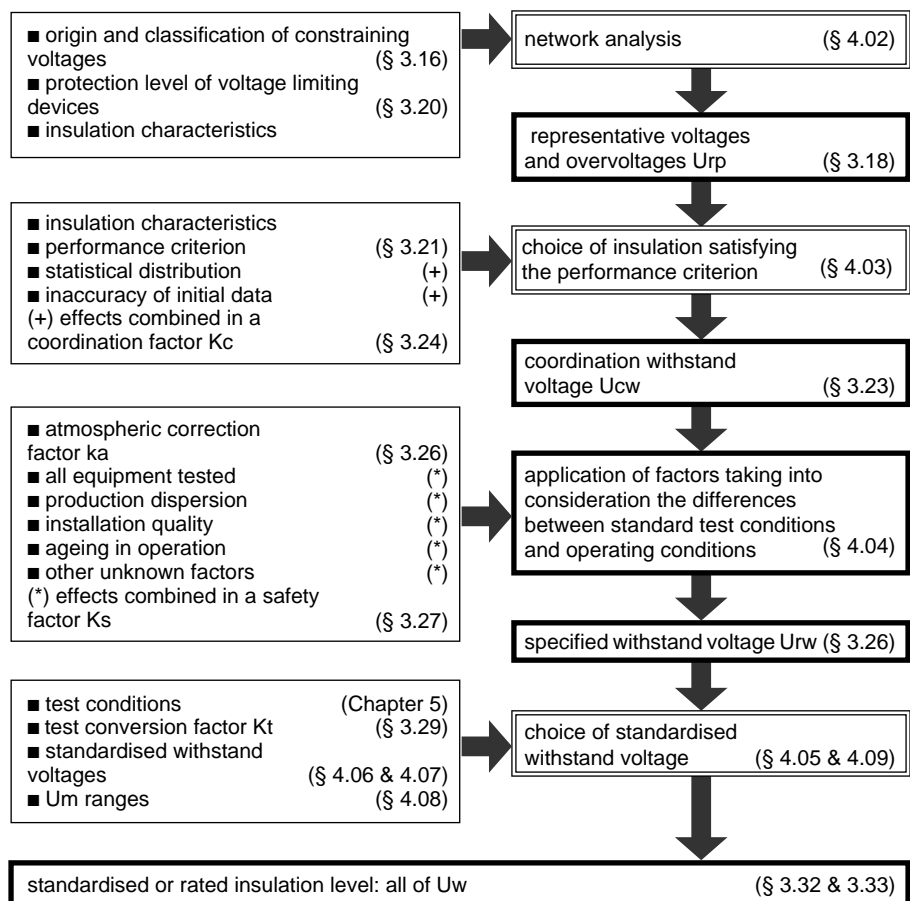 ■ origin and classification of constraining
voltages (§ 3.16)
■ protection level of voltage limiting
devices (§ 3.20)
■ insulation characteristics
network analysis (§ 4.02)
representative voltages
and overvoltages Urp (§ 3.18)
■ insulation characteristics
■ performance criterion (§ 3.21)
■ statistical distribution (+)
■ inaccuracy of initial data (+)
(+) effects combined in a
coordination factor Kc (§ 3.24)
choice of insulation satisfying
the performance criterion (§ 4.03)
coordination withstand
voltage Ucw (§ 3.23)
■ atmospheric correction
factor ka (§ 3.26)
■ all equipment tested (*)
■ production dispersion (*)
■ installation quality (*)
■ ageing in operation (*)
■ other unknown factors (*)
(*) effects combined in a safety
factor Ks (§ 3.27)
application of factors taking into
consideration the differences
between standard test conditions
and operating conditions (§ 4.04)
specified withstand voltage Urw (§ 3.26)
■ test conditions (Chapter 5)
■ test conversion factor Kt (§ 3.29)
■ standardised withstand
voltages (§ 4.06 & 4.07)
■ Um ranges (§ 4.08)
choice of standardised
withstand voltage (§ 4.05 & 4.09)
standardised or rated insulation level: all of Uw (§ 3.32 & 3.33)